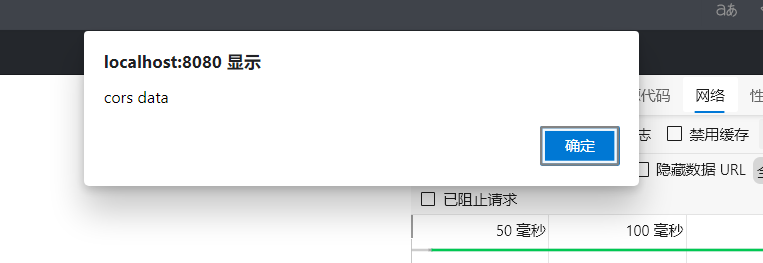 aあ
localhost:8080 显示
cors data
确定
源代码 网络 性
志 禁用缓存
隐藏数据 URL 全
已阻止请求
50 毫秒 100 毫秒